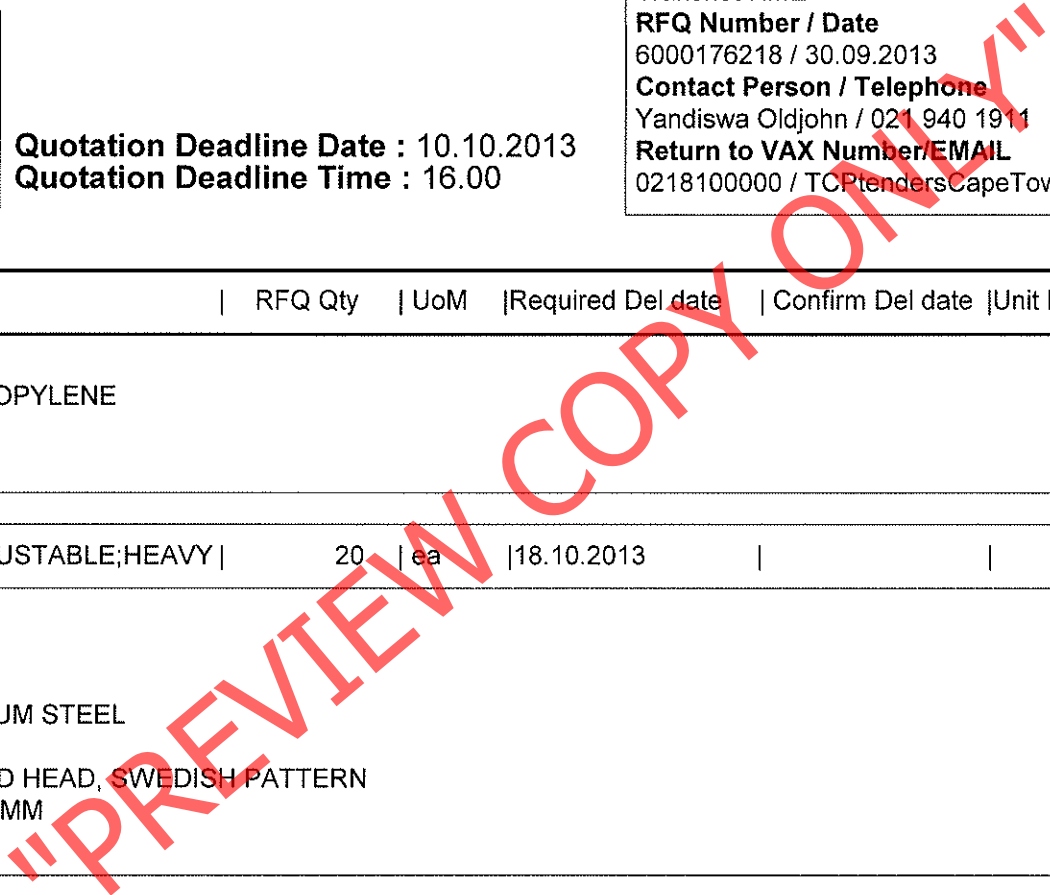 RFQ Number / Date
6000176218 / 30.09.2013
Contact Person / Telephone
Yandiswa Oldjohn / 021 940 1911
Return to VAX Number/EMAIL
0218100000 / TCPtendersCapeTow
Quotation Deadline Date : 10.10.2013
Quotation Deadline Time : 16.00
| RFQ Qty | UoM |Required Del date | Confirm Del date |Unit
OPYLENE
USTABLE;HEAVY | 20 | ea |18.10.2013 | |
UM STEEL
D HEAD, SWEDISH PATTERN
MM
"PREVIEW COPY ONLY"